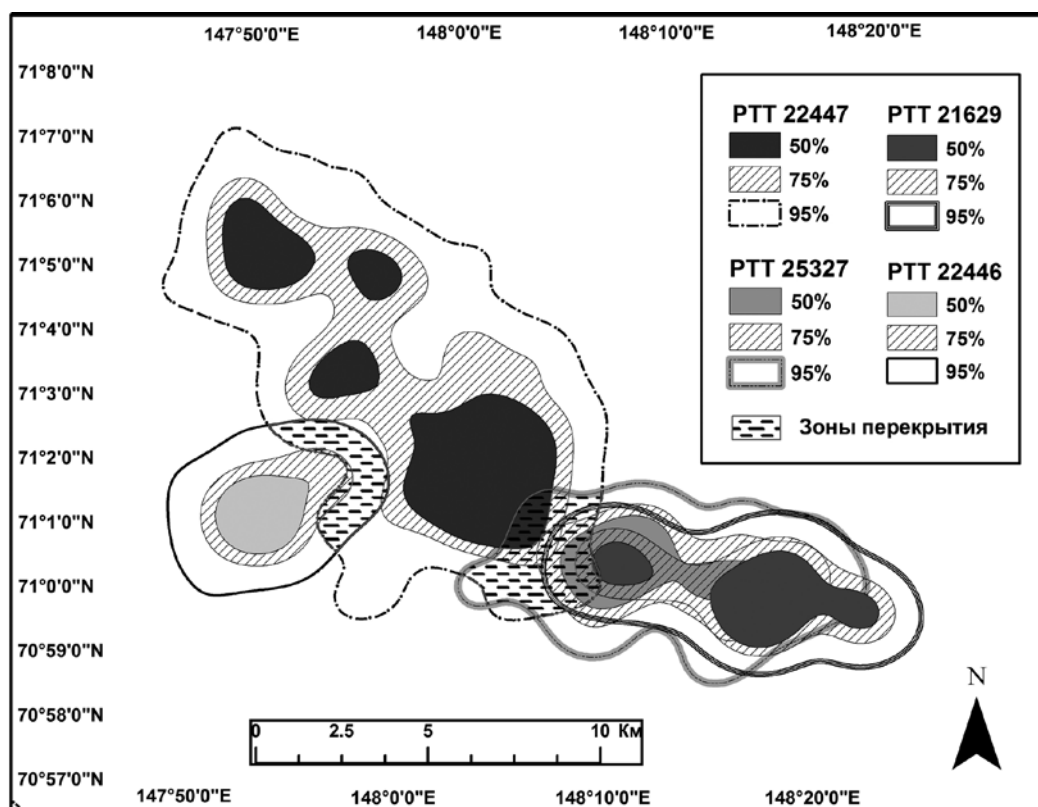 147°50'0"E 148°0'0"E 148°10'0"E 148°20'0"E
71°8'0"N
71°7'0"N
71°6'0"N
71°5'0"N
71°4'0"N
71°3'0"N
71°2'0"N
71°1'0"N
71°0'0"N
70°59'0"N
70°58'0"N
70°57'0"N
PTT 22447 PTT 21629
50% 50%
75% 75%
95% 95%
PTT 25327 PTT 22446
50% 50%
75% 75%
95% 95%
Зоны перекрытия
N
0 2.5 5 10 Км
147°50'0"E 148°0'0"E 148°10'0"E 148°20'0"E